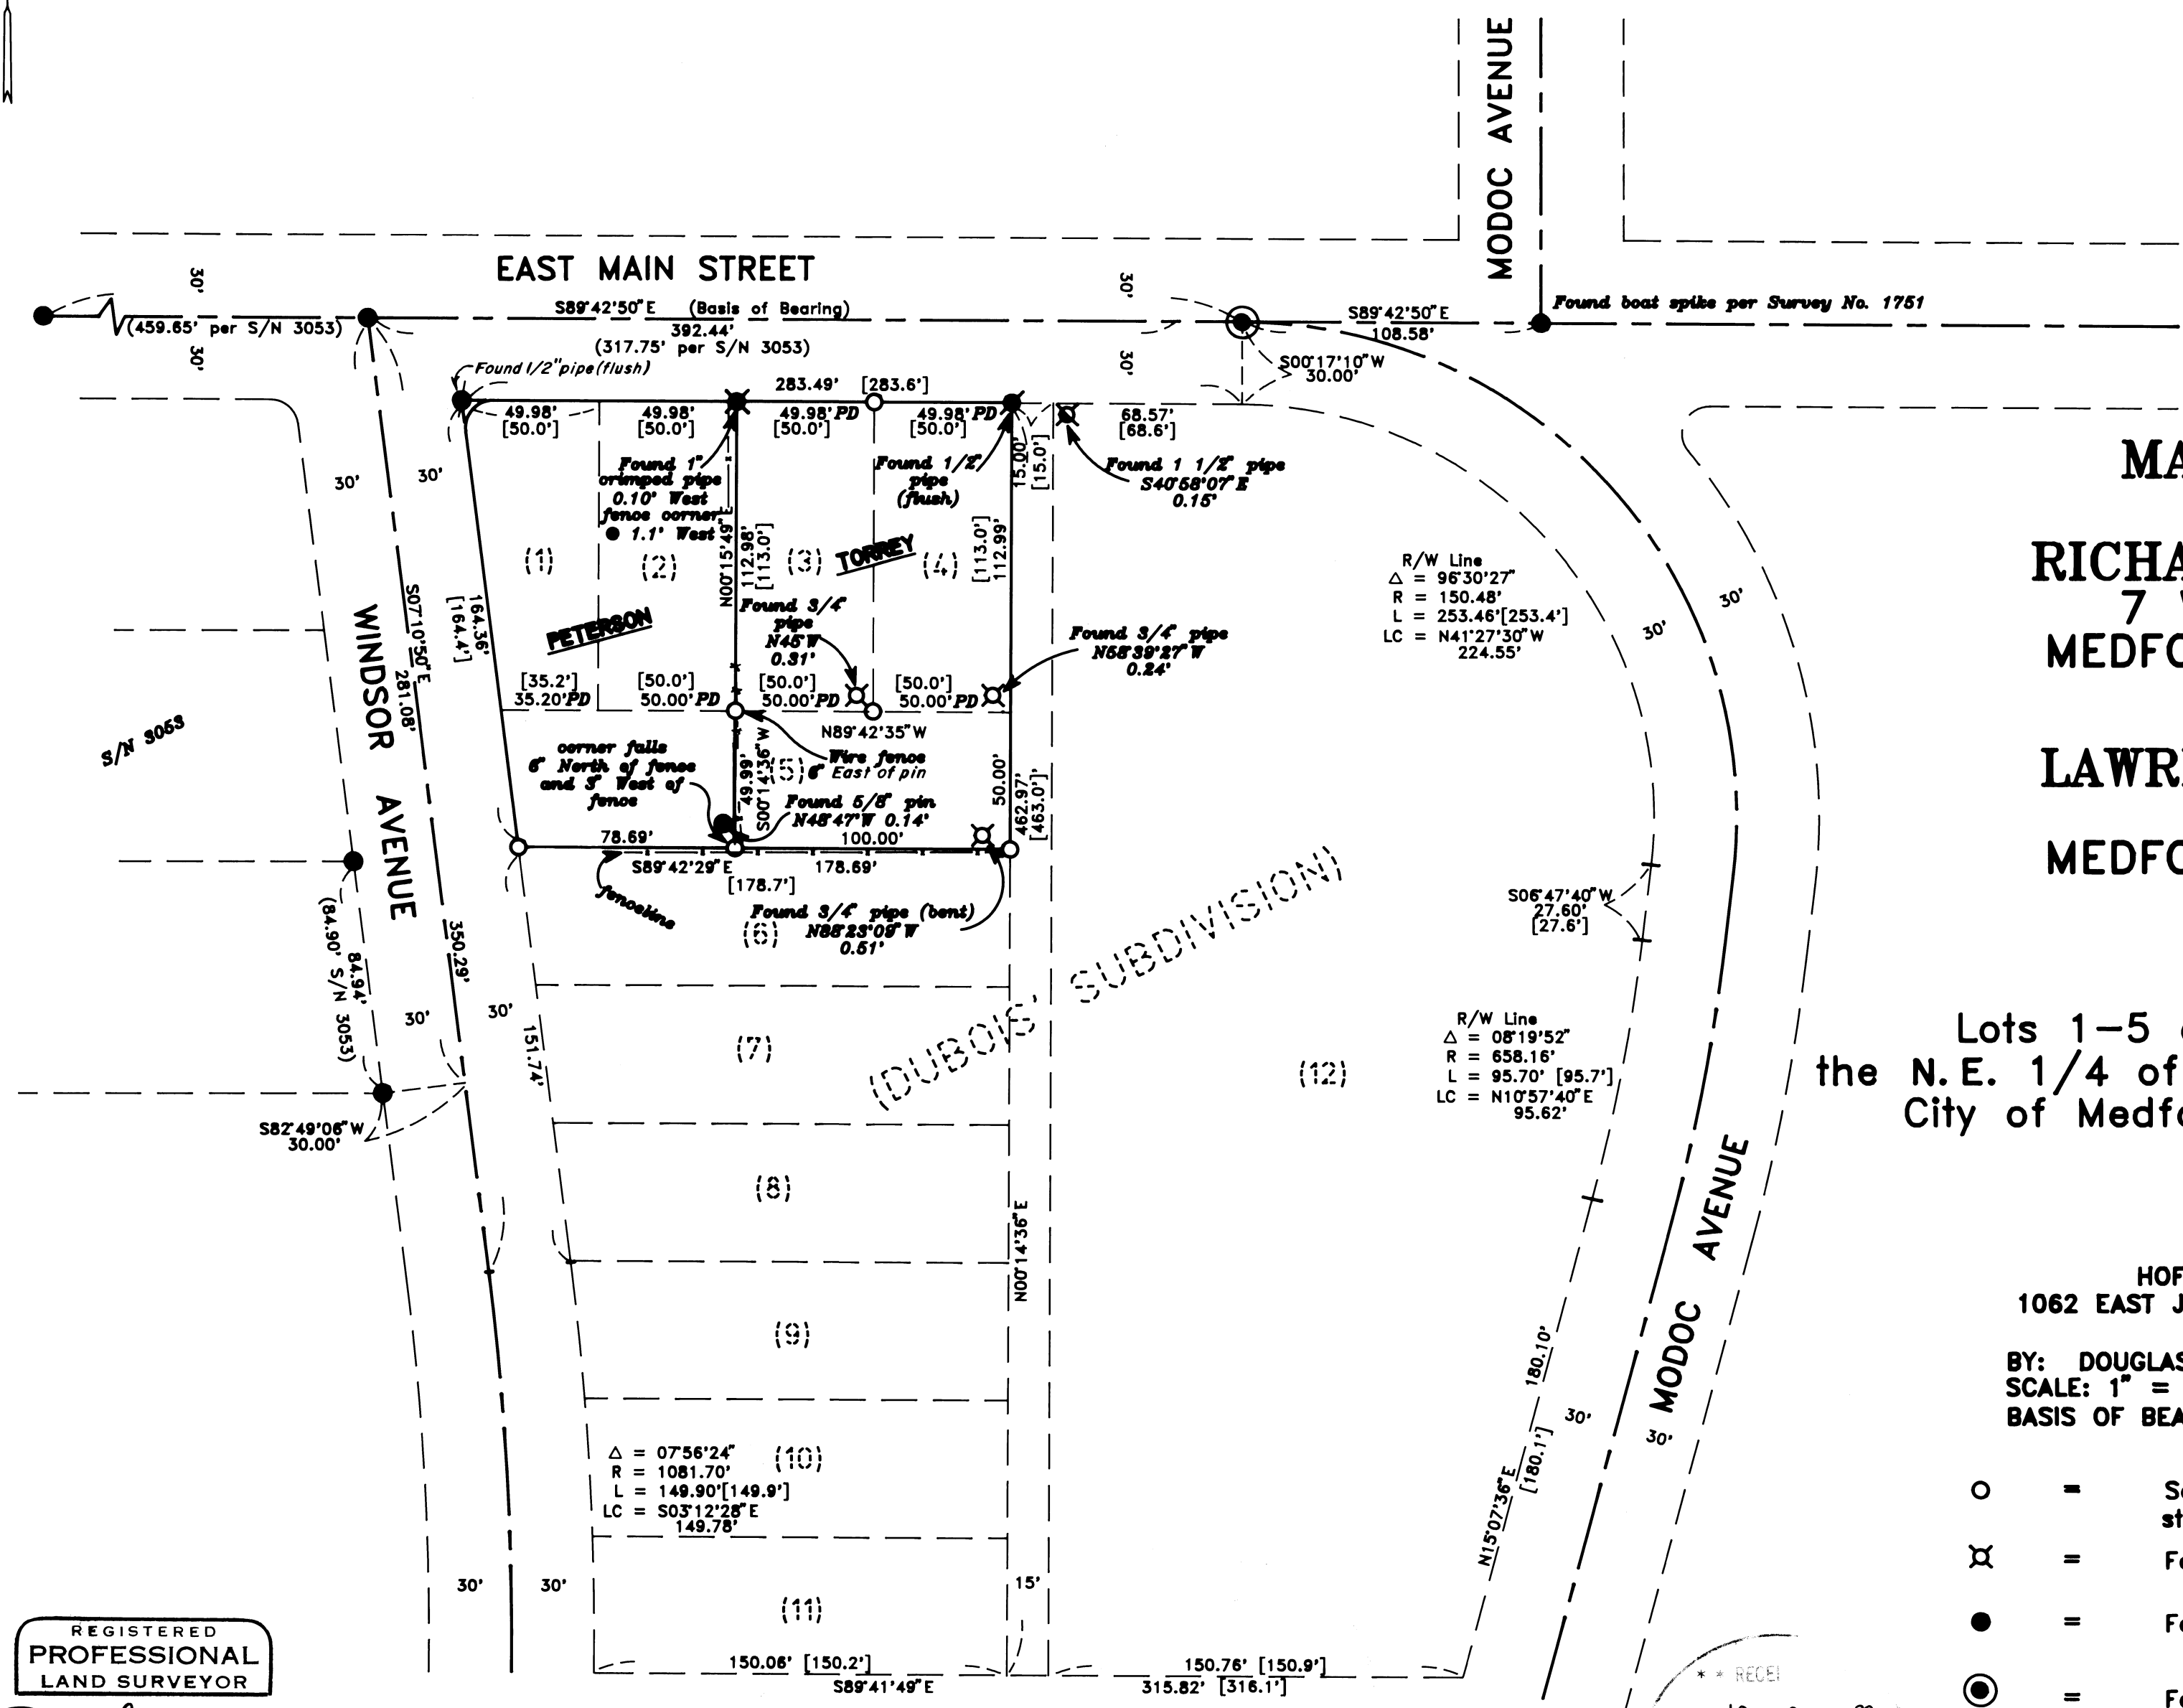 MODOC AVENUE
EAST MAIN STREET
30'
30'
30'
30'
S89°42'50"E (Basis of Bearing)
392.44'
(317.75' per S/N 3053)
(459.65' per S/N 3053)
S89°42'50"E
108.58'
Found boat spike per Survey No. 1751
S00°17'10"W
30.00'
Found 1/2" pipe (flush)
283.49' [283.6']
49.98'
[50.0']
49.98'
[50.0']
49.98' PD
[50.0']
49.98' PD
[50.0']
68.57'
[68.6']
15.00'
[15.0']
30'
30'
Found 1"
crimped pipe
0.10' West
fence corner
1.1' West
Found 1/2"
pipe
(flush)
Found 1 1/2" pipe
S40°58'07"E
0.15'
N00°15'49"E
112.98'
[113.0']
[113.0']
112.99'
(1)
(2)
(3)
(4)
TORREY
PETERSON
WINDSOR AVENUE
S07°10'50"E
281.08'
164.36'
[164.4']
Found 3/4"
pipe
N45°W
0.31'
Found 3/4" pipe
N58°39'27"W
0.24'
R/W Line
Δ = 96°30'27"
R = 150.48'
L = 253.46'[253.4']
LC = N41°27'30"W
224.55'
30'
30'
[35.2']
35.20' PD
[50.0']
50.00' PD
[50.0']
50.00' PD
[50.0']
50.00' PD
N89°42'35"W
S/N 3053
corner falls
6" North of fence
and 3" West of
fence
49.99'
S00°14'36"W
(5)
Wire fence
6" East of pin
Found 5/8" pin
N48°47'W 0.14'
50.00'
462.97'
[463.0']
78.69'
100.00'
S89°42'29"E
178.69'
[178.7']
fenceline
Found 3/4" pipe (bent)
N88°23'09"W
0.51'
(6)
(DUBOIS' SUBDIVISION)
S06°47'40"W
27.60'
[27.6']
84.94'
(84.90' S/N 3053)
350.29'
30'
30'
151.74'
S82°49'06"W
30.00'
(7)
(12)
R/W Line
Δ = 08°19'52"
R = 658.16'
L = 95.70' [95.7']
LC = N10°57'40"E
95.62'
(8)
N00°14'36"E
(9)
MODOC AVENUE
180.10'
[180.1']
N15°07'36"E
30'
30'
Δ = 07°56'24"
R = 1081.70'
L = 149.90'[149.9']
LC = S03°12'28"E
149.78'
(10)
(11)
30'
30'
15'
150.06' [150.2']
S89°41'49"E
150.76' [150.9']
315.82' [316.1']
REGISTERED
PROFESSIONAL
LAND SURVEYOR
MA
RICHA
7
MEDFO
LAWR
MEDFO
Lots 1-5
the N.E. 1/4 of
City of Medfo
HOF
1062 EAST J
BY: DOUGLAS
SCALE: 1" =
BASIS OF BEA
=
=
=
=
* * RECEI